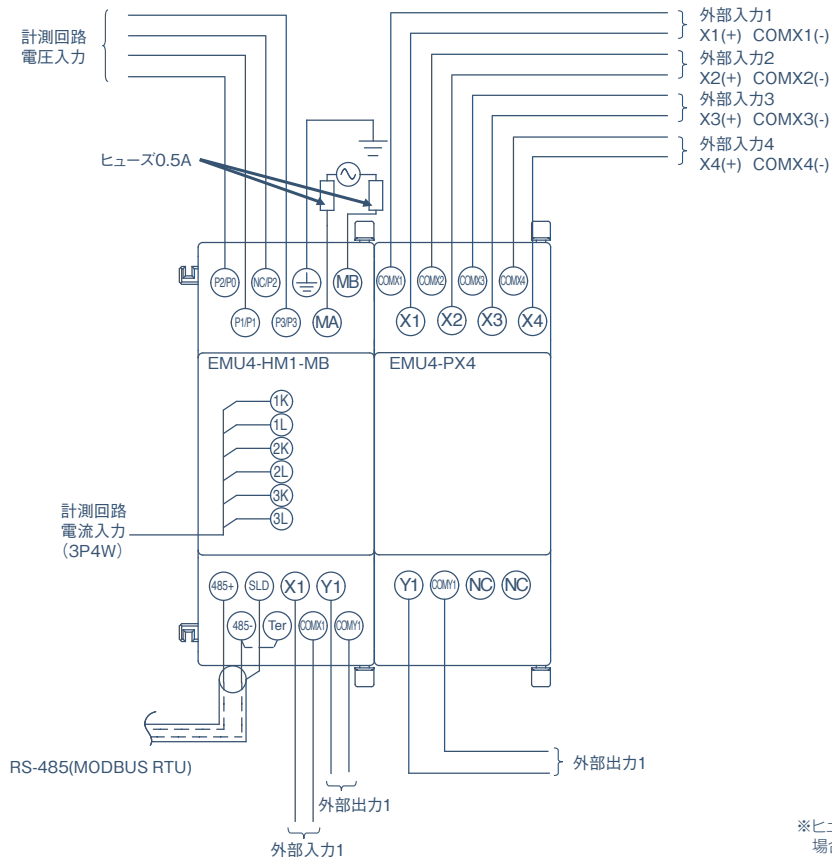 計測回路
電圧入力
ヒューズ0.5A
外部入力1
X1(+) COMX1(-)
外部入力2
X2(+) COMX2(-)
外部入力3
X3(+) COMX3(-)
外部入力4
X4(+) COMX4(-)
P2/P0
NC/P2
MB
COMX1
COMX2
COMX3
COMX4
P1/P1
P3/P3
MA
X1
X2
X3
X4
EMU4-HM1-MB
EMU4-PX4
1K
1L
2K
2L
3K
3L
計測回路
電流入力
(3P4W)
485+
SLD
X1
Y1
Y1
COMY1
NC
NC
485-
Ter
COMX1
COMY1
RS-485(MODBUS RTU)
外部出力1
外部出力1
外部入力1
※ヒュ
場合